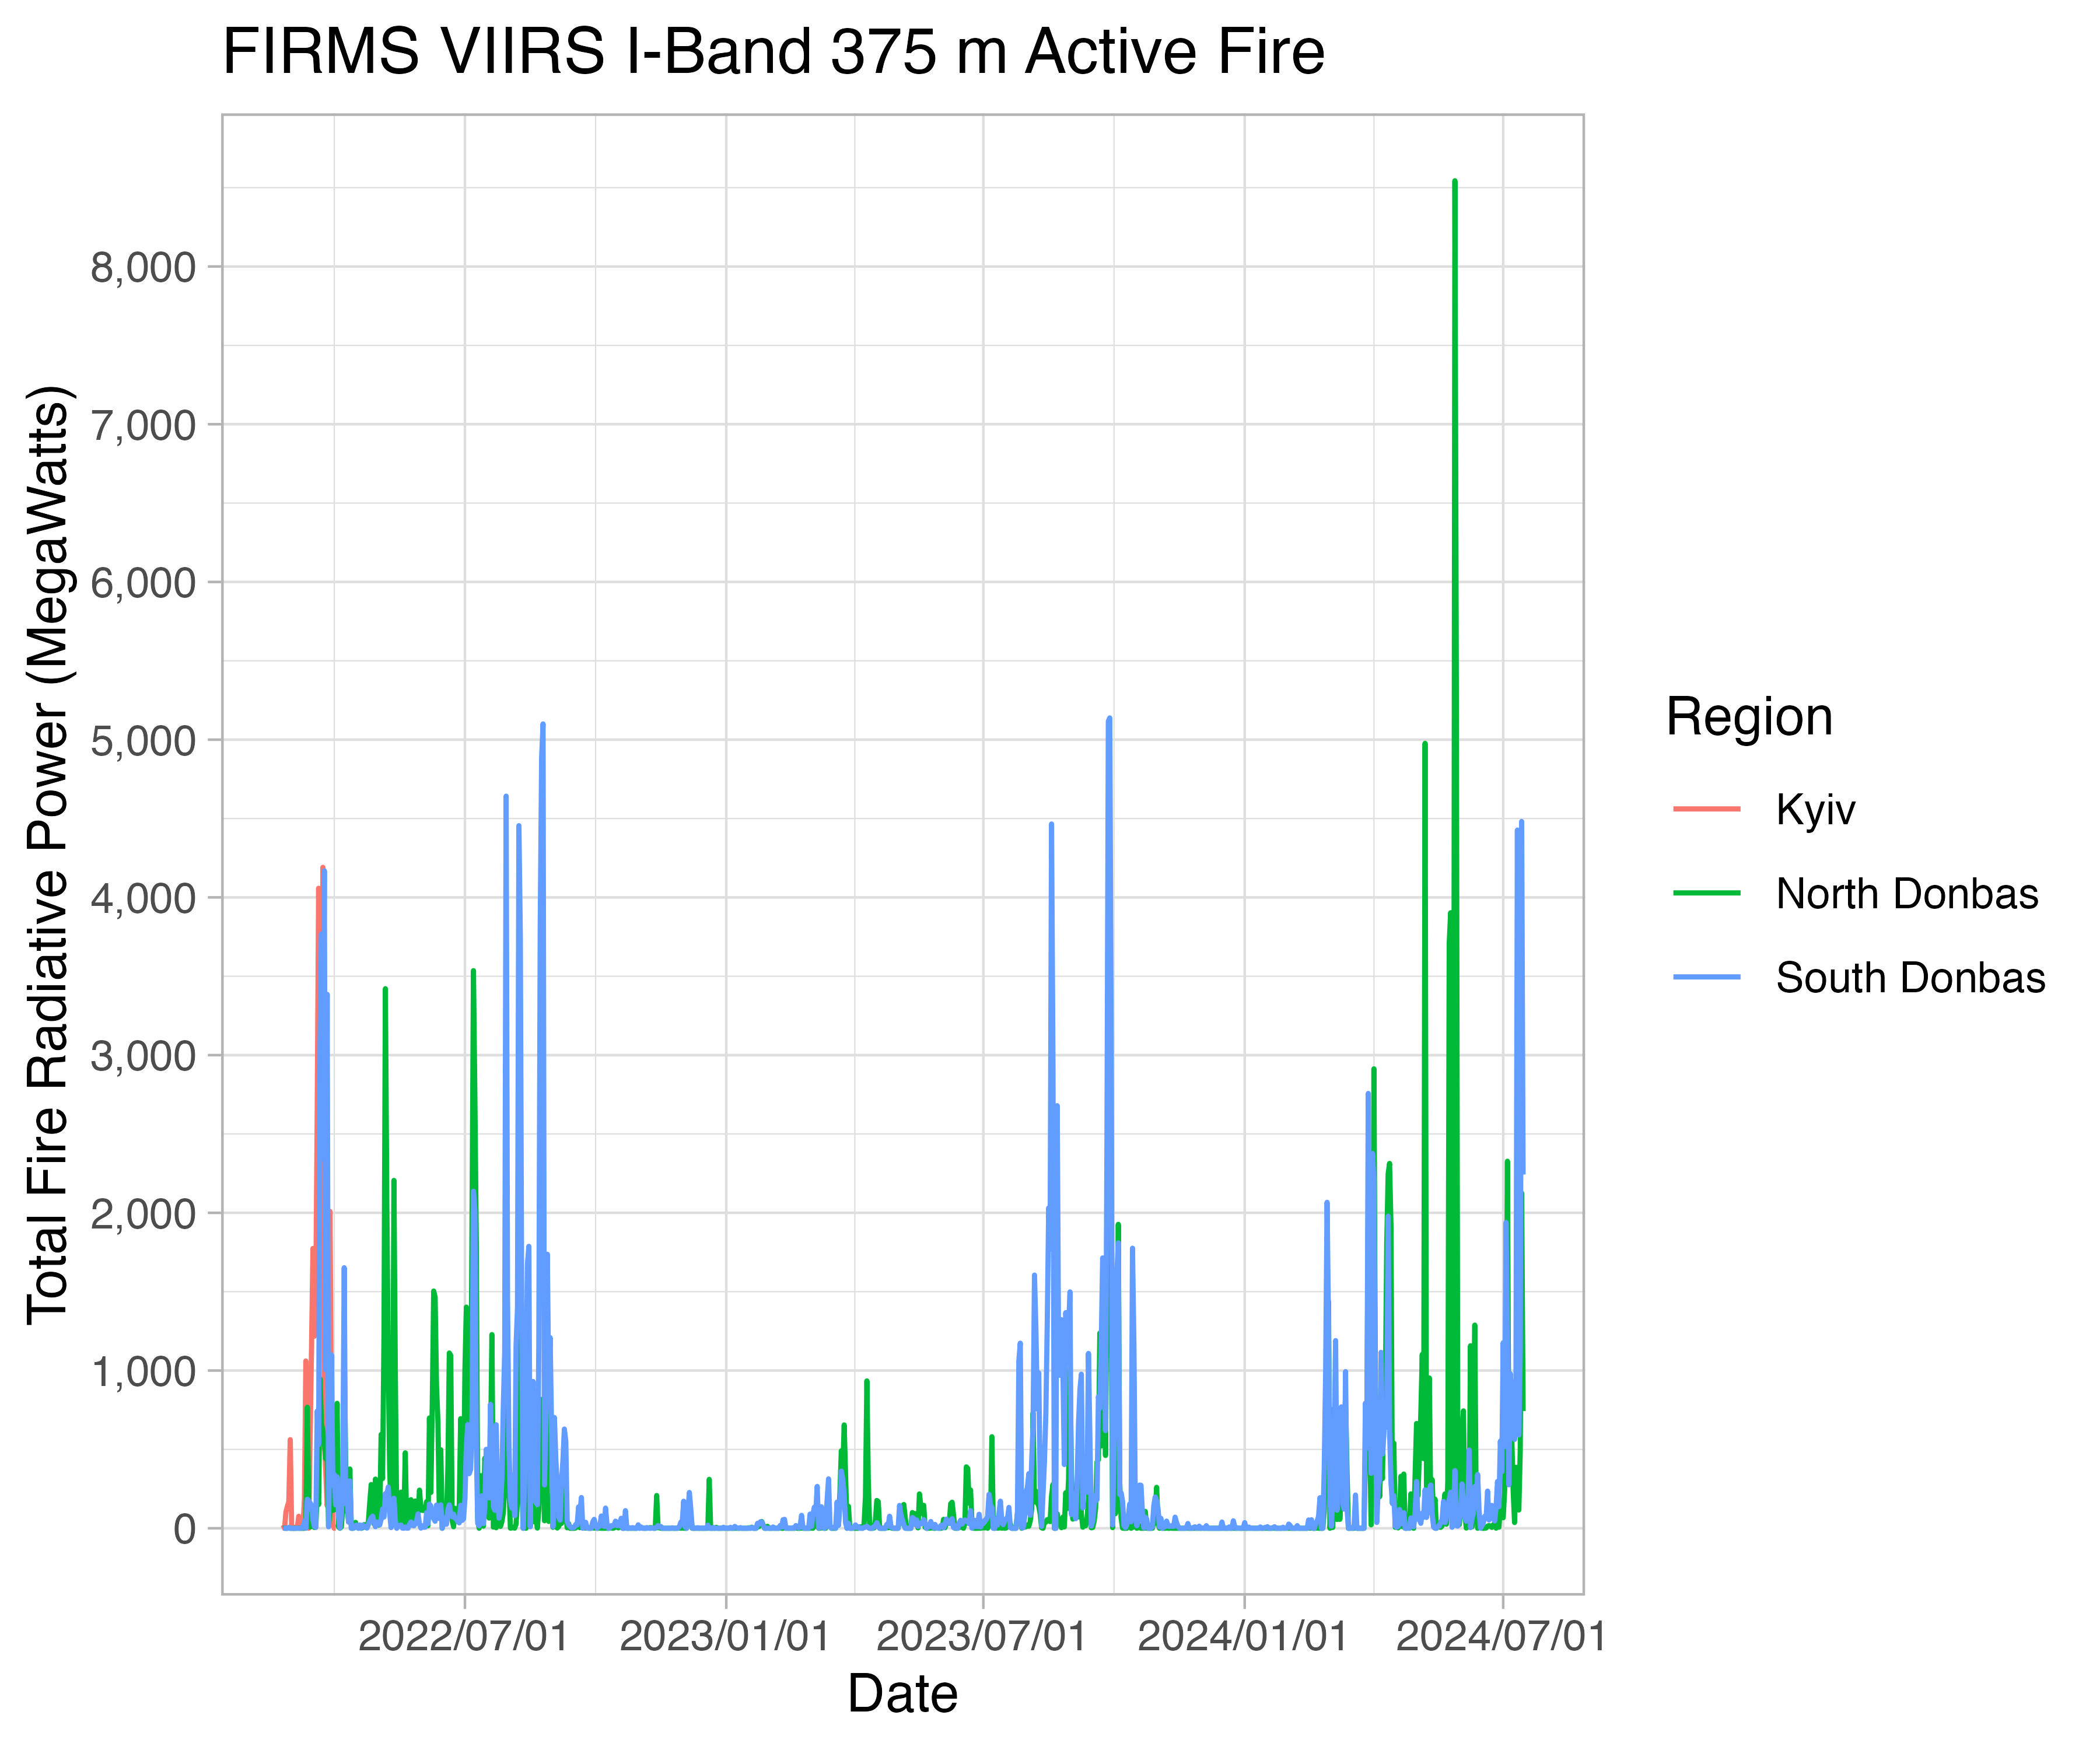 FIRMS VIIRS I-Band 375 m Active Fire
Total Fire Radiative Power (MegaWatts)
8,000
7,000
6,000
5,000
4,000
3,000
2,000
1,000
0
2022/07/01
2023/01/01
2023/07/01
2024/01/01
2024/07/01
Date
Region
Kyiv
North Donbas
South Donbas